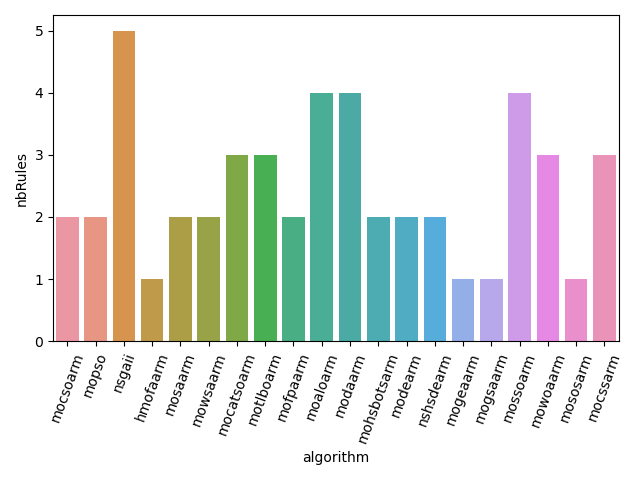 5
4
3
2
1
0
nbRules
mocsoarm
mopso
nsgaii
hmofaarm
mosaarm
mowsaarm
mocatsoarm
motlboarm
mofpaarm
moaloarm
modaarm
mohsbotsarm
modearm
nshsdearm
mogeaarm
mogsaarm
mossoarm
mowoaarm
mososarm
mocssarm
algorithm